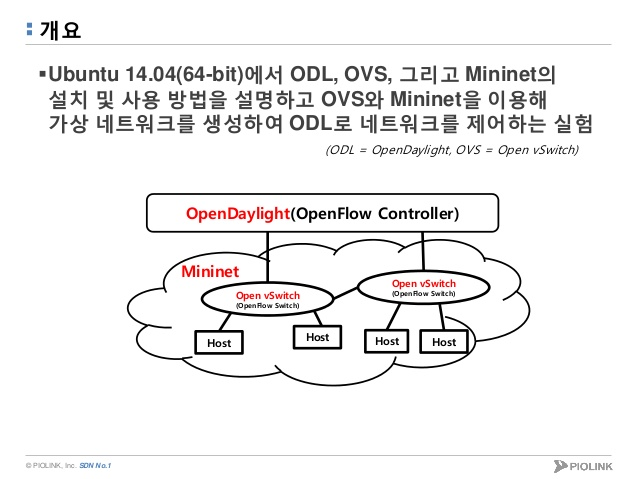 개요
▪Ubuntu 14.04(64-bit)에서 ODL, OVS, 그리고 Mininet의
설치 및 사용 방법을 설명하고 OVS와 Mininet을 이용해
가상 네트워크를 생성하여 ODL로 네트워크를 제어하는 실험
(ODL = OpenDaylight, OVS = Open vSwitch)
OpenDaylight(OpenFlow Controller)
Mininet
Open vSwitch
(OpenFlow Switch)
Open vSwitch
(OpenFlow Switch)
Host
Host
Host
Host
© PIOLINK, Inc. SDN No.1
PIOLINK